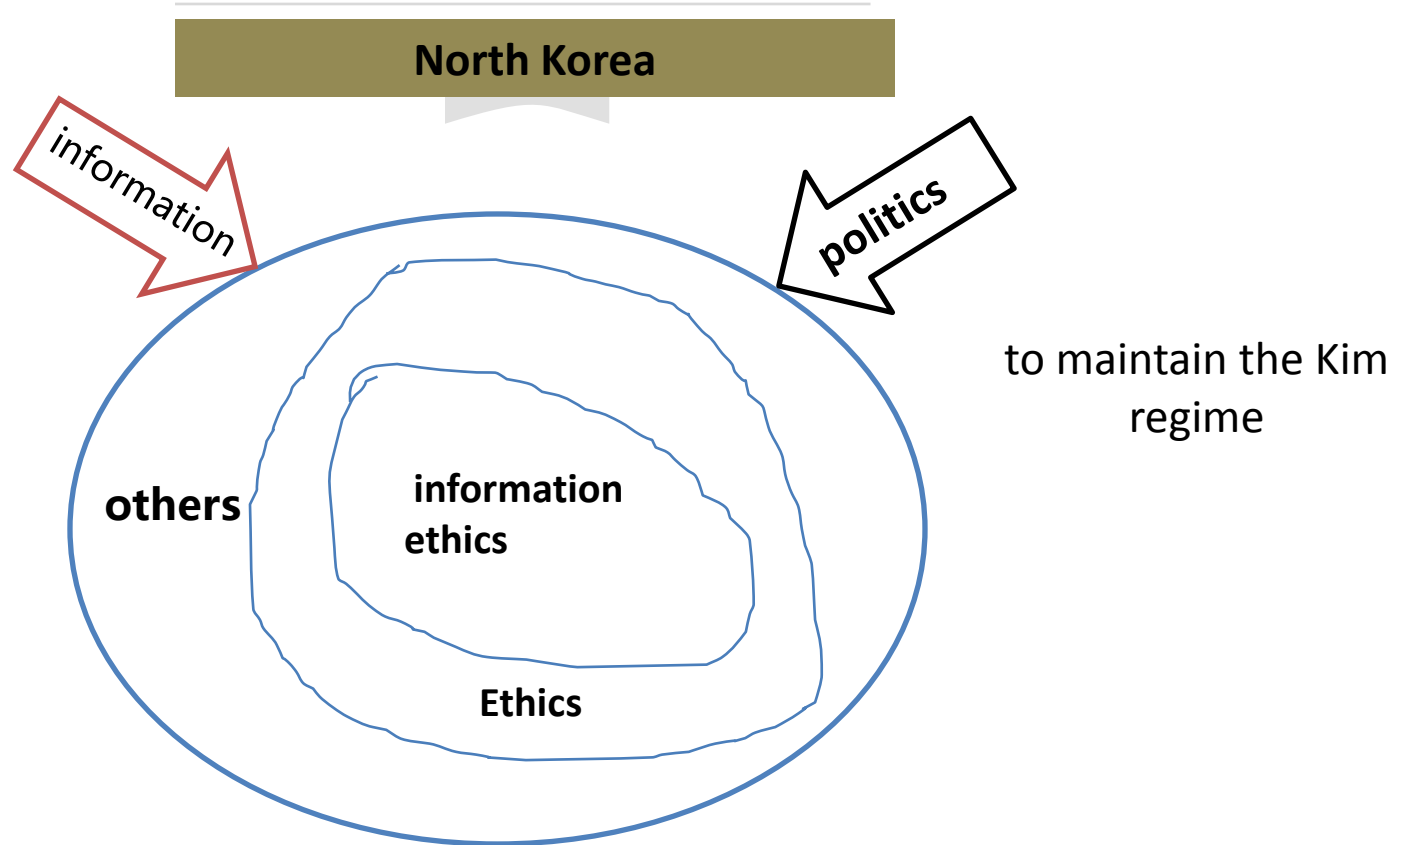 North Korea
information
politics
to maintain the Kim
regime
others
information
ethics
Ethics